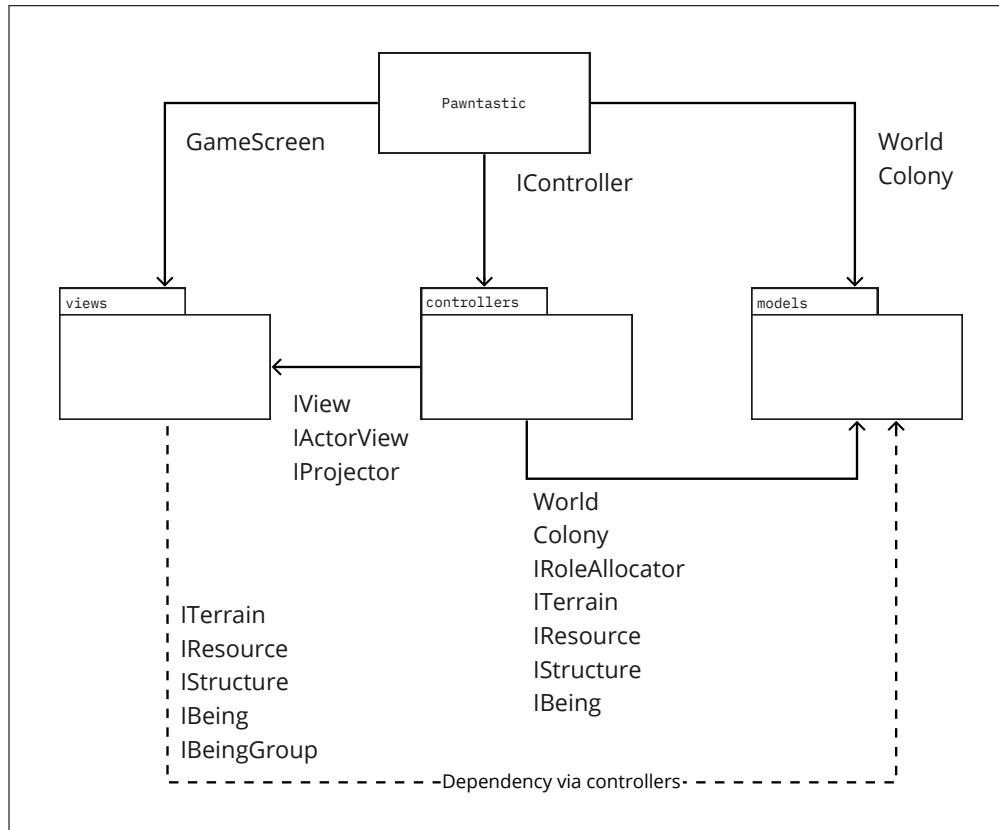 Pawntastic
GameScreen
IController
World
Colony
views
controllers
models
IView
IActorView
IProjector
World
Colony
IRoleAllocator
ITerrain
IResource
IStructure
IBeing
ITerrain
IResource
IStructure
IBeing
IBeingGroup
Dependency via controllers